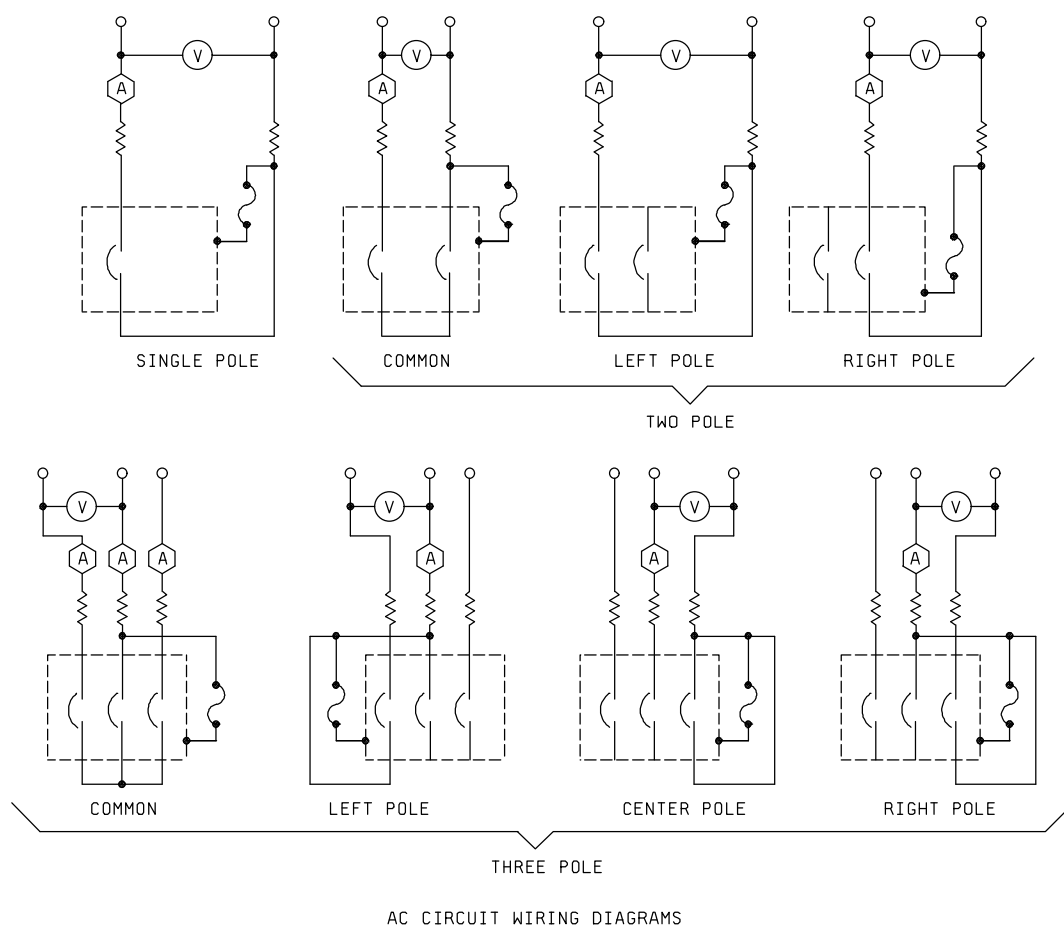 V V V V
A A A A
SINGLE POLE COMMON LEFT POLE RIGHT POLE
TWO POLE
V V V V
A A A A A A
COMMON LEFT POLE CENTER POLE RIGHT POLE
THREE POLE
AC CIRCUIT WIRING DIAGRAMS